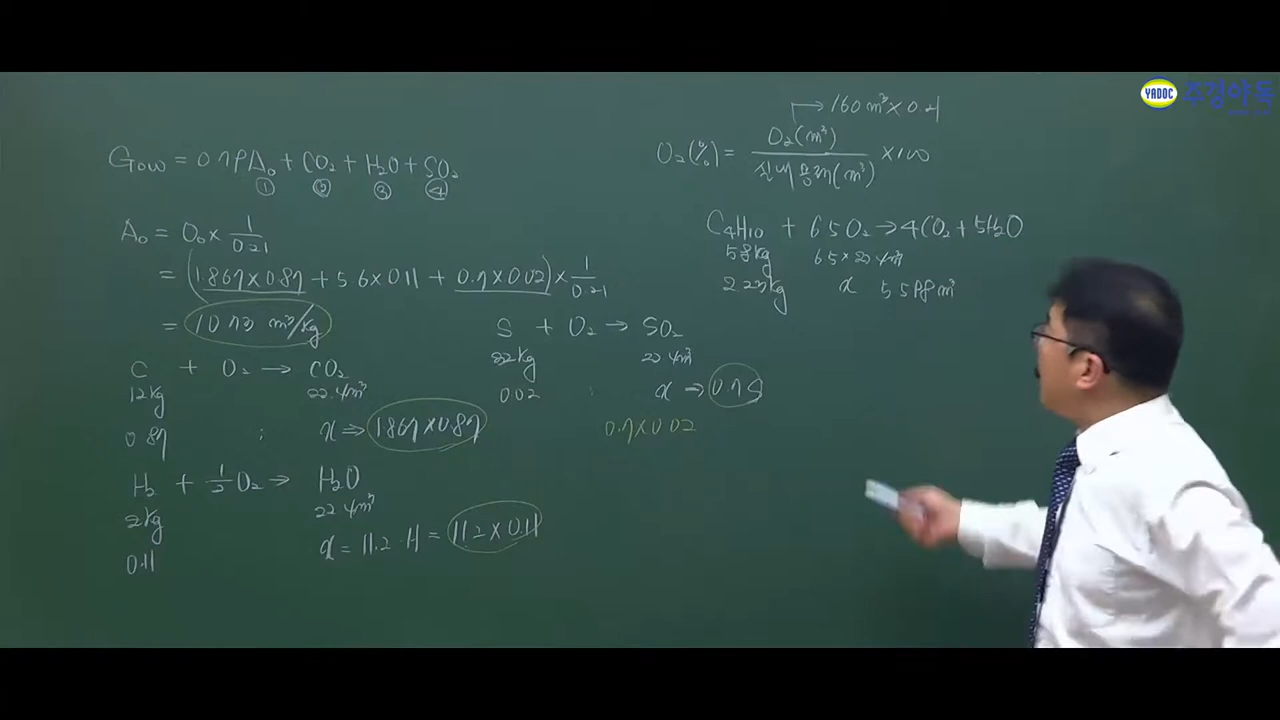 YADOC 주경야독
Gow = 0.79A₀ + CO₂ + H₂O + SO₂
① ② ③ ④
A₀ = O₀ × 1/0.21
= (1.867×0.87 + 5.6×0.11 + 0.7×0.02) × 1/0.21
= 10.73 m³/kg
C + O₂ → CO₂
12kg 22.4m³
0.87 : x ⇒ 1.867×0.87
H₂ + 1/2 O₂ → H₂O
2kg 22.4m³
0.11 x = 11.2·H = 11.2×0.11
S + O₂ → SO₂
32kg 22.4m³
0.02 : x ⇒ 0.7S
0.7×0.02
→ 160m³×0.21
O₂(%) = O₂(m³)/실내용적(m³) ×100
C₄H₁₀ + 6.5O₂ → 4CO₂ + 5H₂O
58kg 6.5×22.4m³
2.23kg x 5.598m³